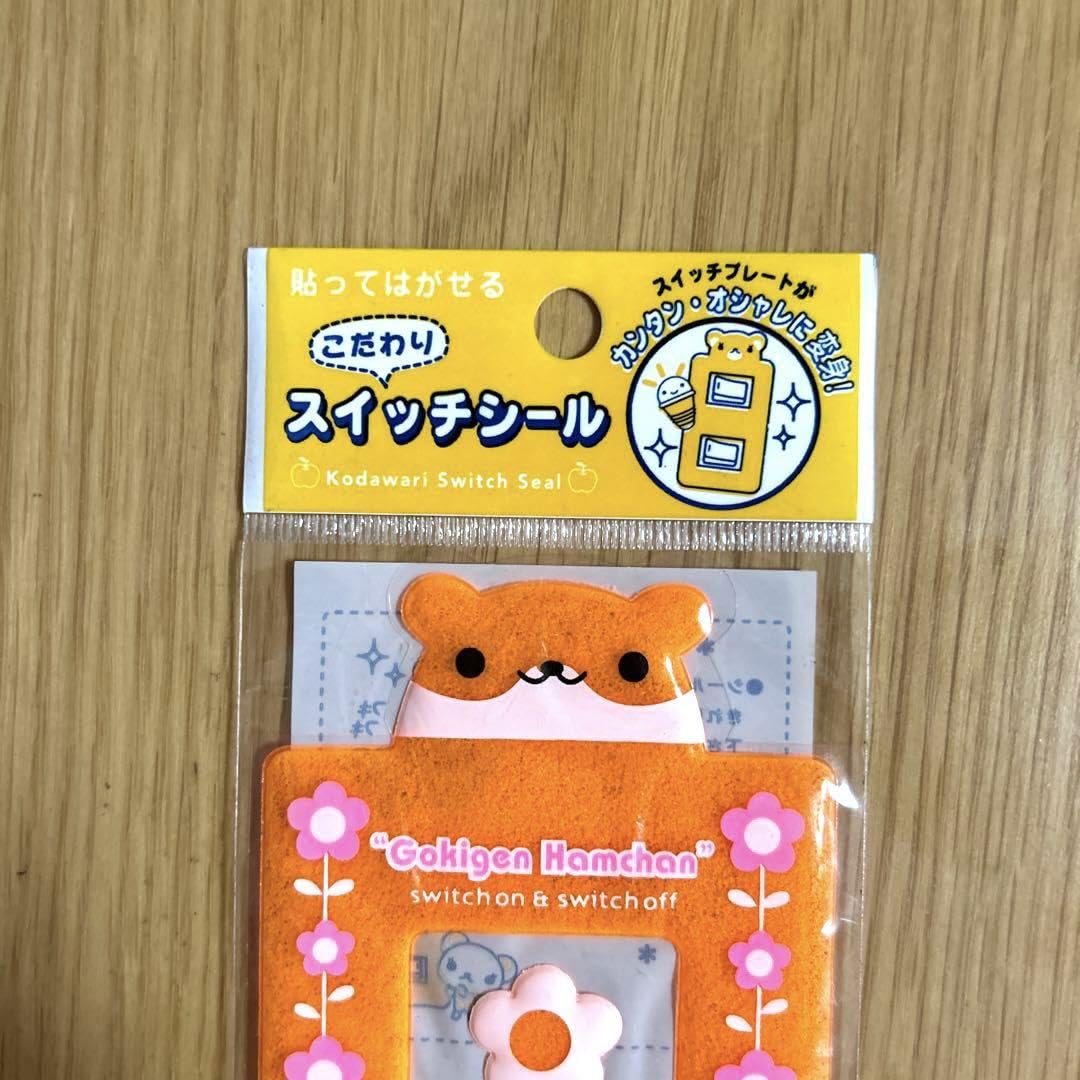 貼ってはがせる
こだわり
スイッチシール
Kodawari Switch Seal
スイッチプレートが
カンタン・オシャレに変身!
"Gokigen Hamchan"
switch on & switch off